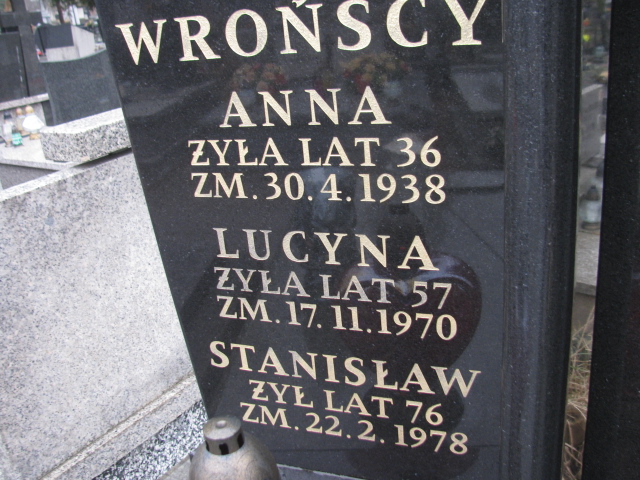 WROŃSCY
ANNA
ŻYŁA LAT 36
ZM. 30. 4. 1938
LUCYNA
ŻYŁA LAT 57
ZM. 17. 11. 1970
STANISŁAW
ŻYŁ LAT 76
ZM. 22. 2. 1978